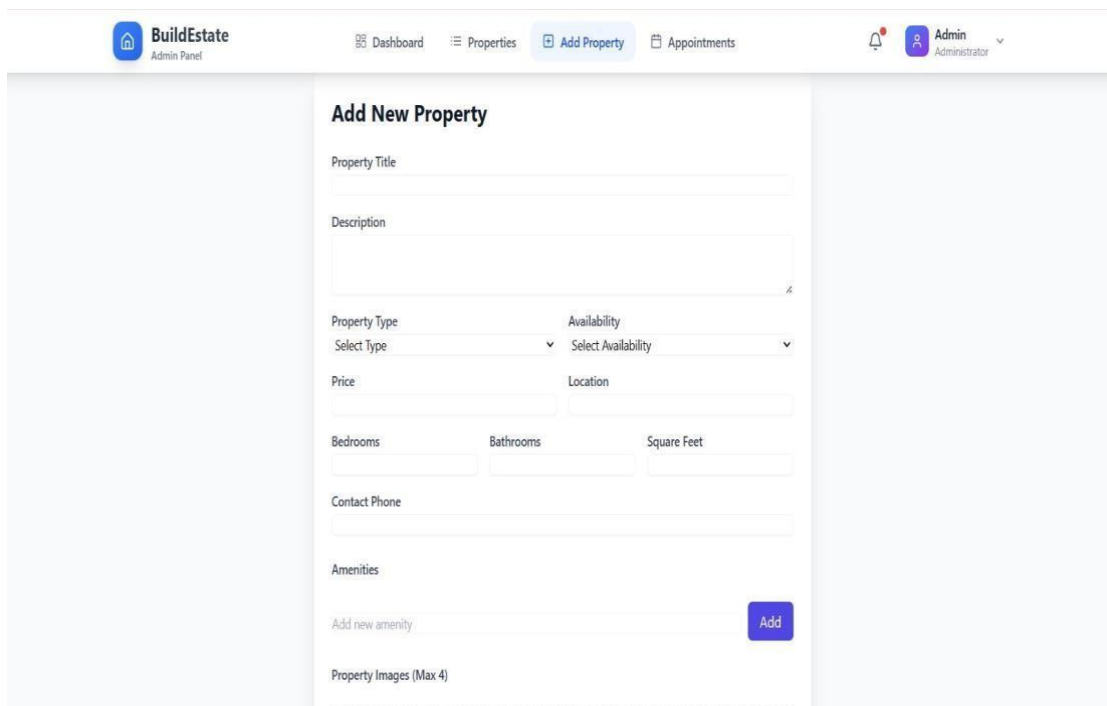 BuildEstate
Admin Panel
Dashboard
Properties
Add Property
Appointments
Admin
Administrator
Add New Property
Property Title
Description
Property Type
Availability
Select Type
Select Availability
Price
Location
Bedrooms
Bathrooms
Square Feet
Contact Phone
Amenities
Add new amenity
Add
Property Images (Max 4)